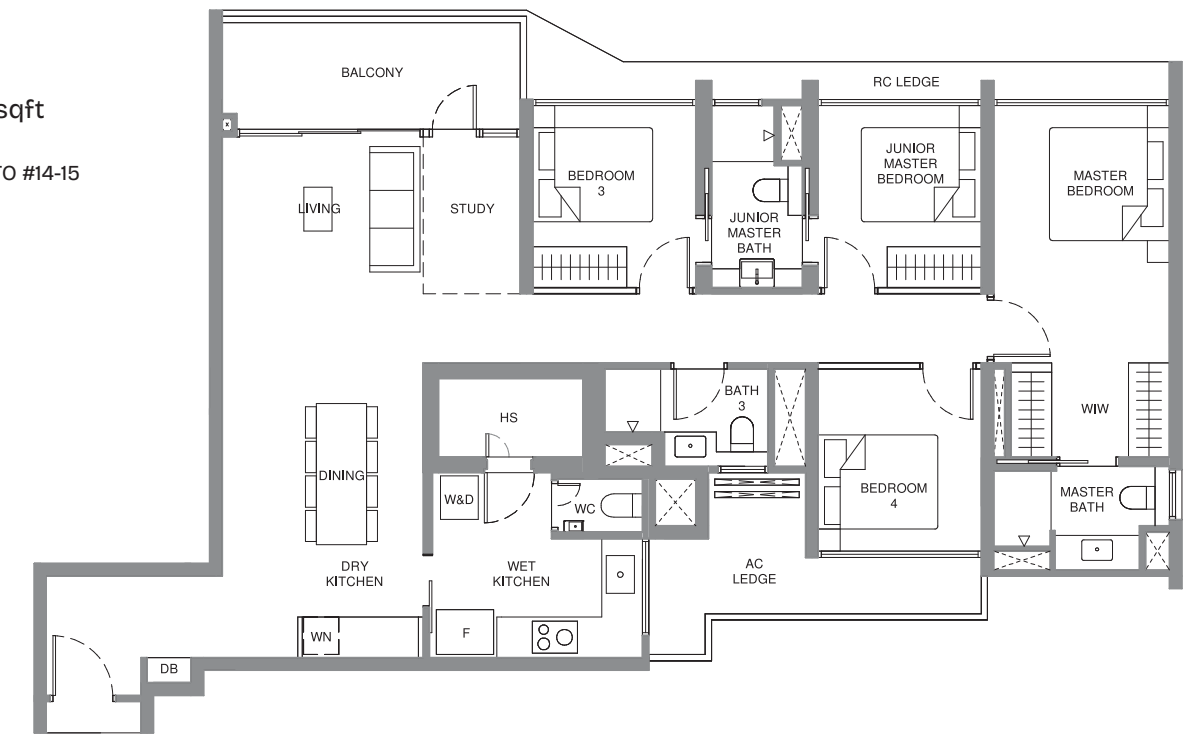 sqft
TO #14-15
BALCONY
RC LEDGE
LIVING
STUDY
BEDROOM
3
JUNIOR
MASTER
BATH
JUNIOR
MASTER
BEDROOM
MASTER
BEDROOM
HS
BATH
3
WIW
DINING
W&D
WC
BEDROOM
4
MASTER
BATH
DRY
KITCHEN
WET
KITCHEN
AC
LEDGE
WN
F
DB